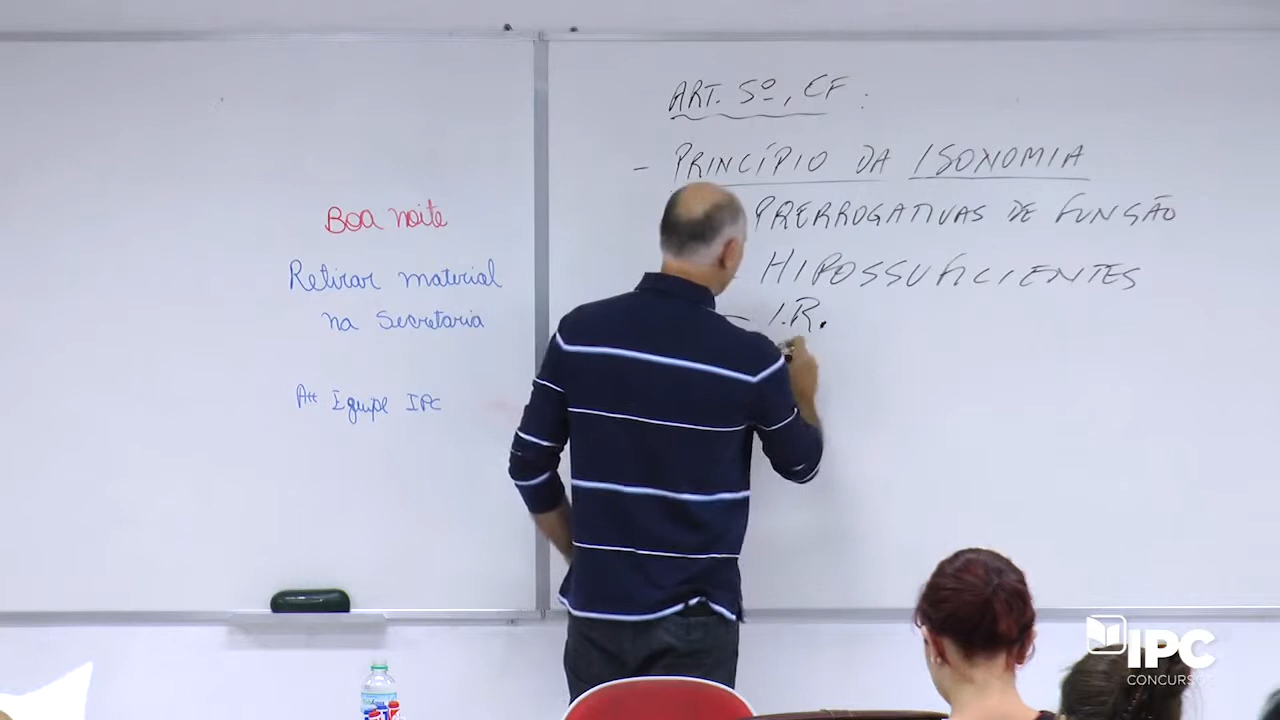 Boa noite
Retirar material
na Secretaria
Att Equipe IPC
ART. 5º, CF :
- PRINCÍPIO DA ISONOMIA
PRERROGATIVAS DE FUNÇÃO
- HIPOSSUFICIENTES
- I.R.
IPC
CONCURSOS